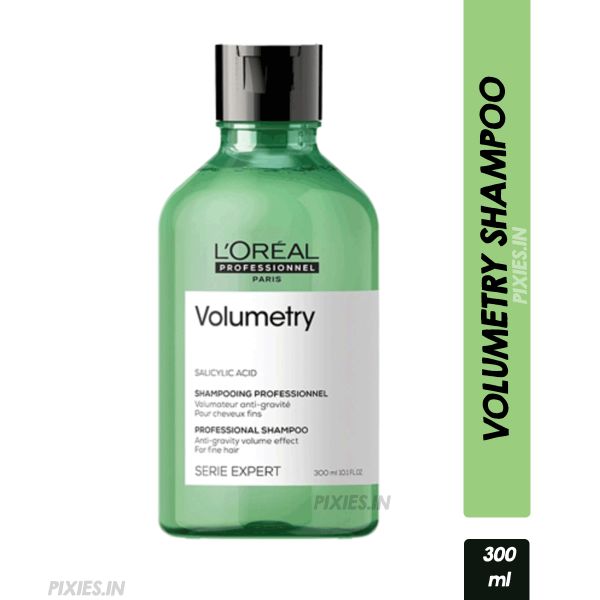 L'ORÉAL
PROFESSIONNEL
PARIS
Volumetry
SALICYLIC ACID
SHAMPOOING PROFESSIONNEL
Volumateur anti-gravité
Pour cheveux fins
PROFESSIONAL SHAMPOO
Anti-gravity volume effect
For fine hair
SERIE EXPERT
300 ml 10.1 FL.OZ
PIXIES.IN
PIXIES.IN
VOLUMETRY SHAMPOO
PIXIES.IN
300
ml